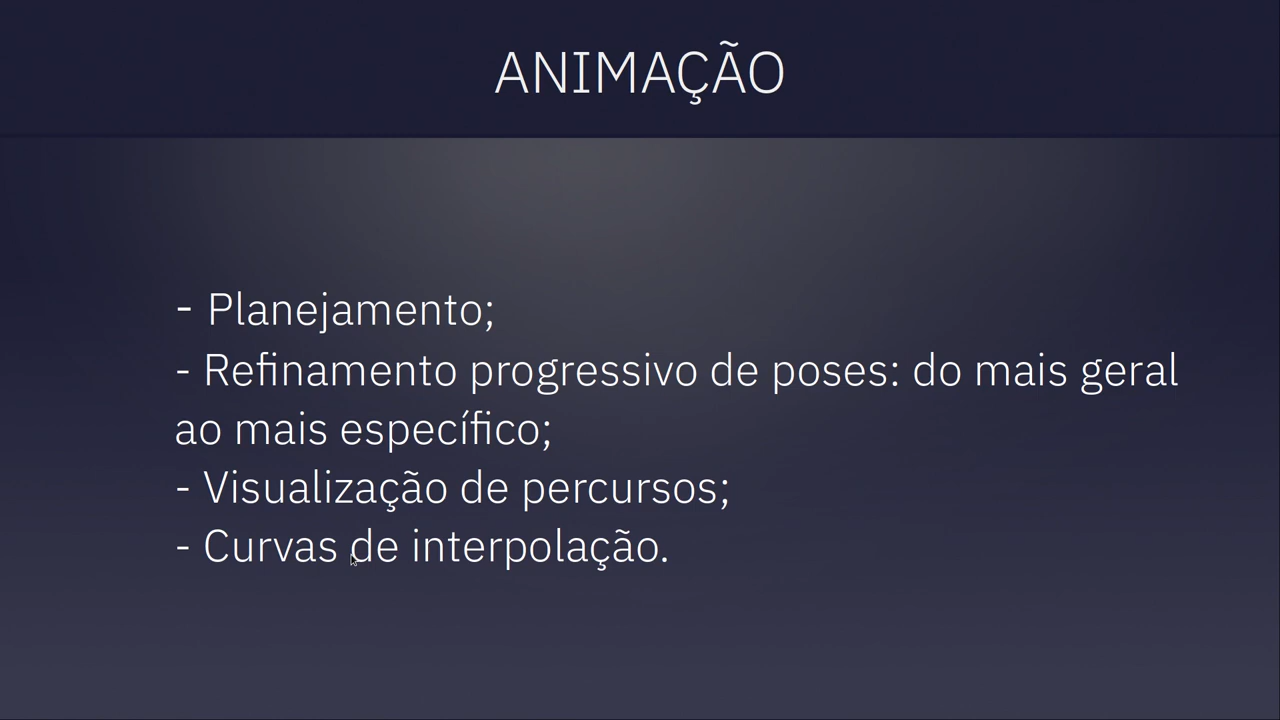 ANIMAÇÃO
- Planejamento;
- Refinamento progressivo de poses: do mais geral
ao mais específico;
- Visualização de percursos;
- Curvas de interpolação.